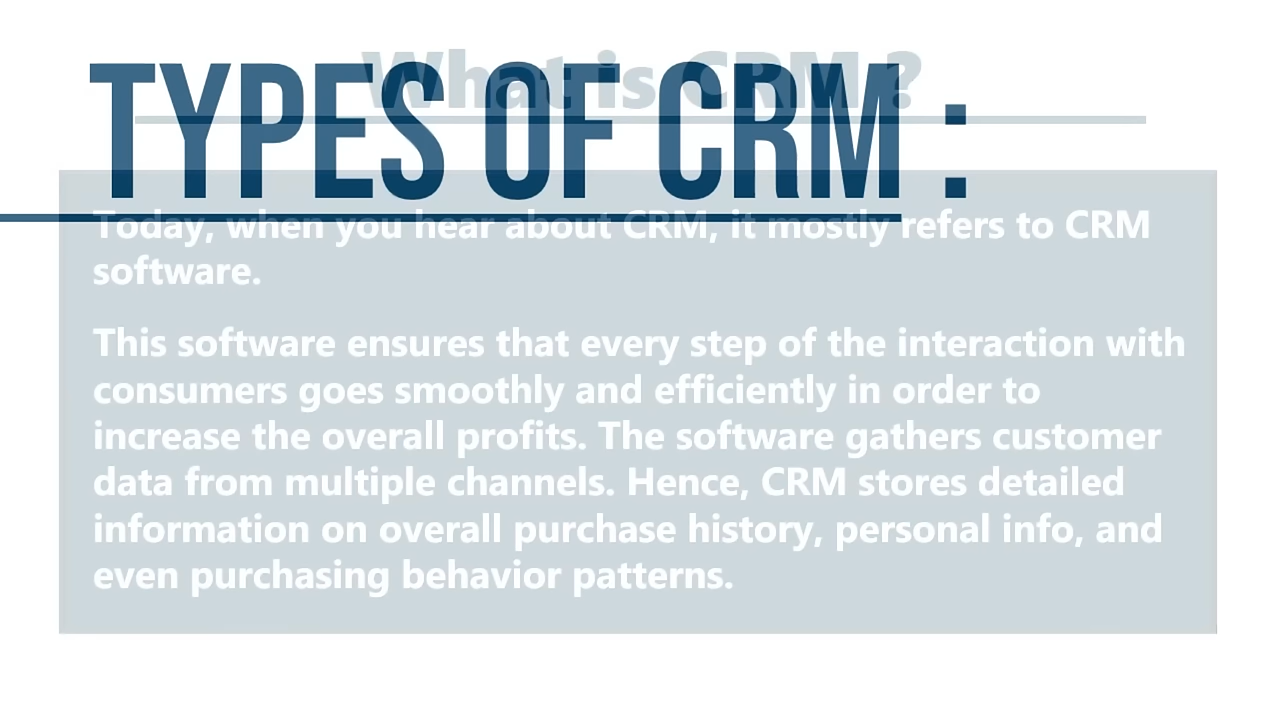 What is CRM ?
TYPES OF CRM :
Today, when you hear about CRM, it mostly refers to CRM
software.
This software ensures that every step of the interaction with
consumers goes smoothly and efficiently in order to
increase the overall profits. The software gathers customer
data from multiple channels. Hence, CRM stores detailed
information on overall purchase history, personal info, and
even purchasing behavior patterns.